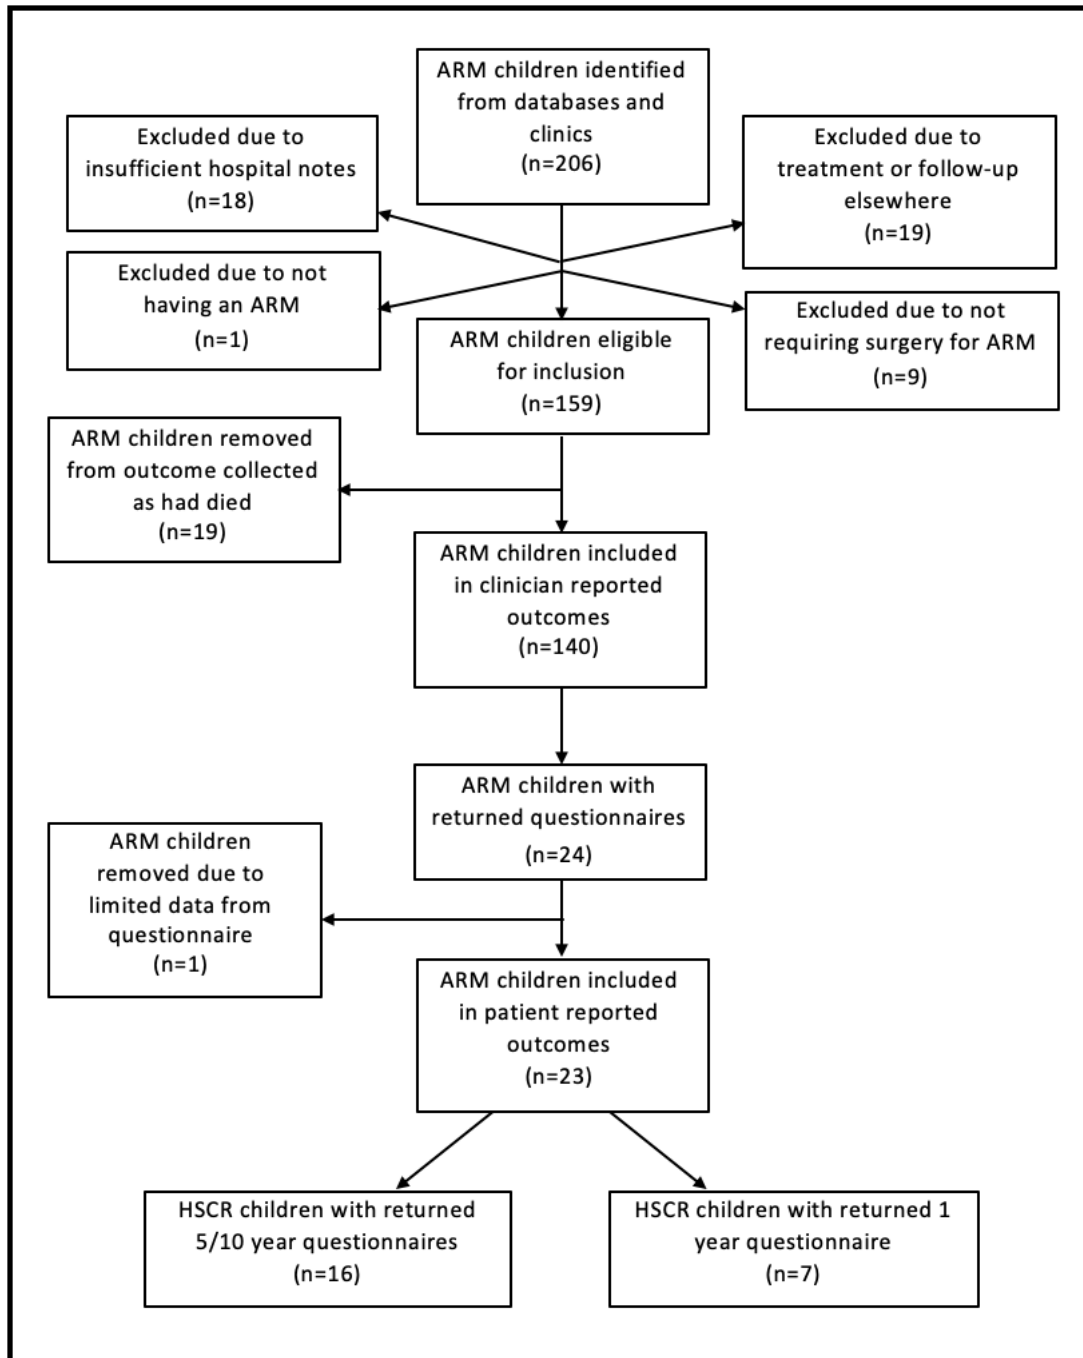 ARM children identified
from databases and
clinics
(n=206)
Excluded due to
insufficient hospital notes
(n=18)
Excluded due to
treatment or follow-up
elsewhere
(n=19)
Excluded due to not
having an ARM
(n=1)
Excluded due to not
requiring surgery for ARM
(n=9)
ARM children eligible
for inclusion
(n=159)
ARM children removed
from outcome collected
as had died
(n=19)
ARM children included
in clinician reported
outcomes
(n=140)
ARM children with
returned questionnaires
(n=24)
ARM children
removed due to
limited data from
questionnaire
(n=1)
ARM children included
in patient reported
outcomes
(n=23)
HSCR children with returned
5/10 year questionnaires
(n=16)
HSCR children with returned 1
year questionnaire
(n=7)